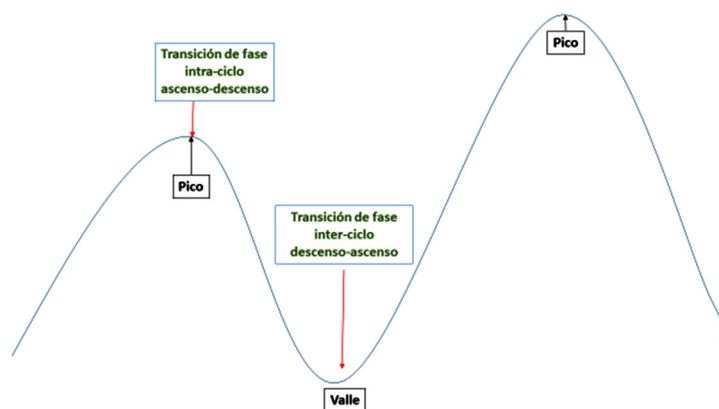 Pico
Transición de fase
intra-ciclo
ascenso-descenso
Pico
Transición de fase
inter-ciclo
descenso-ascenso
Valle